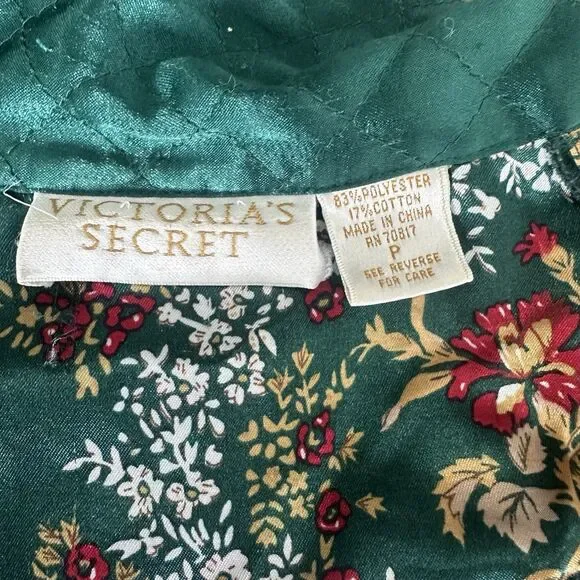 VICTORIA'S
SECRET
83% POLYESTER
17% COTTON
MADE IN CHINA
RN 70817
P
SEE REVERSE
FOR CARE